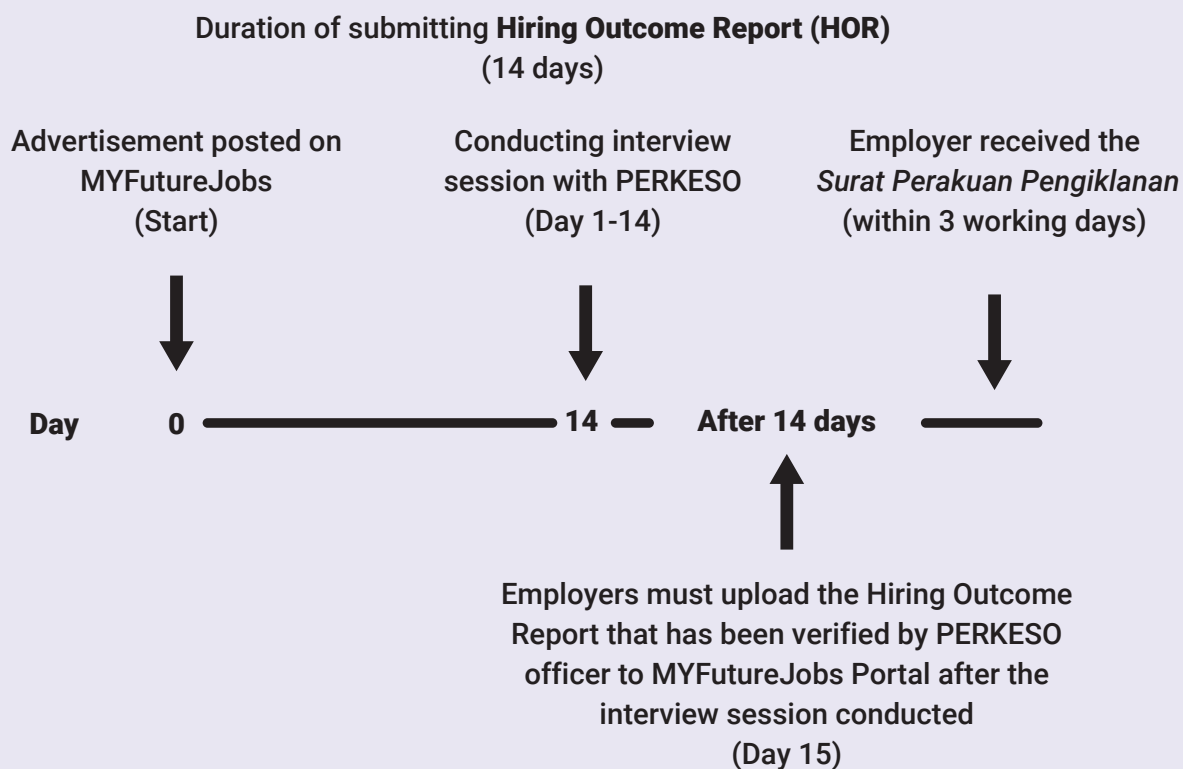 Duration of submitting Hiring Outcome Report (HOR)
(14 days)
Advertisement posted on
MYFutureJobs
(Start)
Conducting interview
session with PERKESO
(Day 1-14)
Employer received the
Surat Perakuan Pengiklanan
(within 3 working days)
Day 0 14 After 14 days
Employers must upload the Hiring Outcome
Report that has been verified by PERKESO
officer to MYFutureJobs Portal after the
interview session conducted
(Day 15)